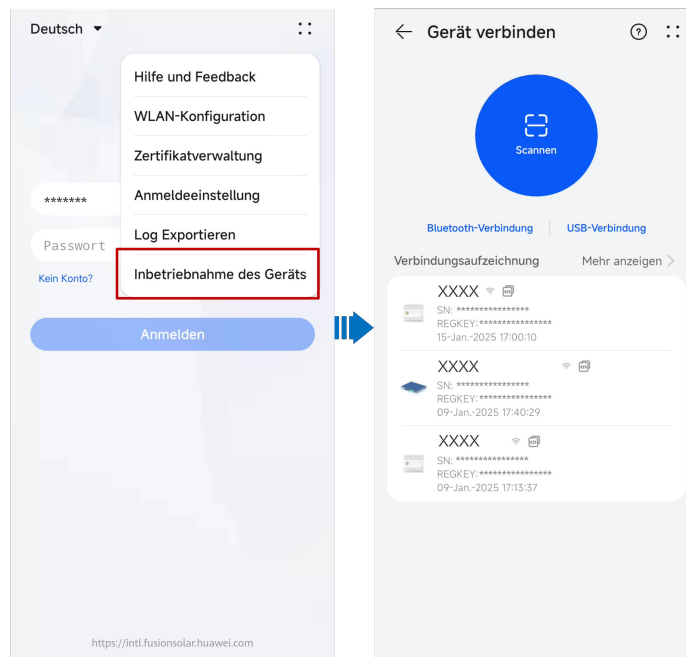 Deutsch
Hilfe und Feedback
WLAN-Konfiguration
Zertifikatverwaltung
Anmeldeeinstellung
Log Exportieren
Inbetriebnahme des Geräts
*******
Passwort
Kein Konto?
Anmelden
https://intl.fusionsolar.huawei.com
Gerät verbinden
Scannen
Bluetooth-Verbindung
USB-Verbindung
Verbindungsaufzeichnung
Mehr anzeigen
XXXX
SN: ****************
REGKEY:****************
15-Jan.-2025 17:00:10
XXXX
SN: ****************
REGKEY:****************
09-Jan.-2025 17:40:29
XXXX
SN: ****************
REGKEY:****************
09-Jan.-2025 17:13:37